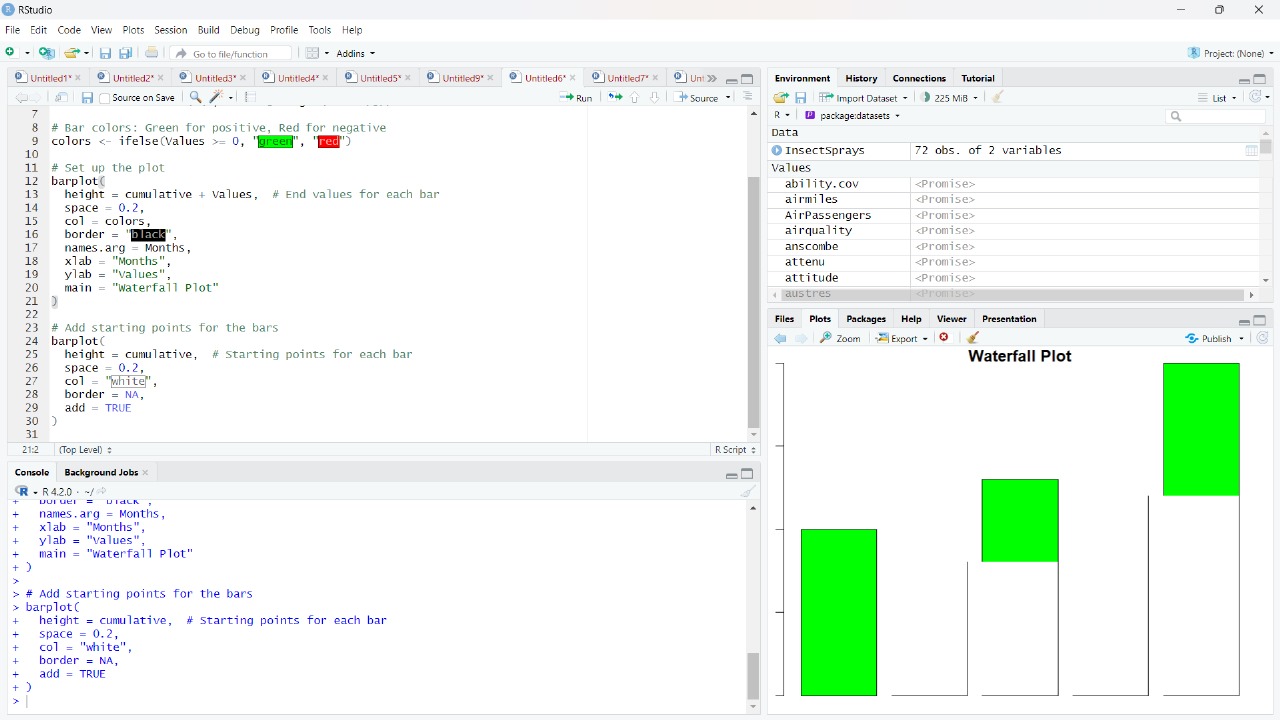 RStudio
File Edit Code View Plots Session Build Debug Profile Tools Help
Go to file/function Addins Project: (None)
Untitled1* Untitled2* Untitled3* Untitled4* Untitled5* Untitled9* Untitled6* Untitled7* Unt
Source on Save Run Source
7
8 # Bar colors: Green for positive, Red for negative
9 colors <- ifelse(Values >= 0, "green", "red")
10
11 # Set up the plot
12 barplot(
13 height = cumulative + Values, # End values for each bar
14 space = 0.2,
15 col = colors,
16 border = "black",
17 names.arg = Months,
18 xlab = "Months",
19 ylab = "Values",
20 main = "Waterfall Plot"
21 )
22
23 # Add starting points for the bars
24 barplot(
25 height = cumulative, # Starting points for each bar
26 space = 0.2,
27 col = "white",
28 border = NA,
29 add = TRUE
30 )
31
21:2 (Top Level) R Script
Console Background Jobs
R 4.2.0 · ~/
+ border = "black",
+ names.arg = Months,
+ xlab = "Months",
+ ylab = "Values",
+ main = "Waterfall Plot"
+ )
>
> # Add starting points for the bars
> barplot(
+ height = cumulative, # Starting points for each bar
+ space = 0.2,
+ col = "white",
+ border = NA,
+ add = TRUE
+ )
>
Environment History Connections Tutorial
Import Dataset 225 MiB List
R package:datasets
Data
InsectSprays 72 obs. of 2 variables
Values
ability.cov <Promise>
airmiles <Promise>
AirPassengers <Promise>
airquality <Promise>
anscombe <Promise>
attenu <Promise>
attitude <Promise>
austres <Promise>
Files Plots Packages Help Viewer Presentation
Zoom Export Publish
Waterfall Plot